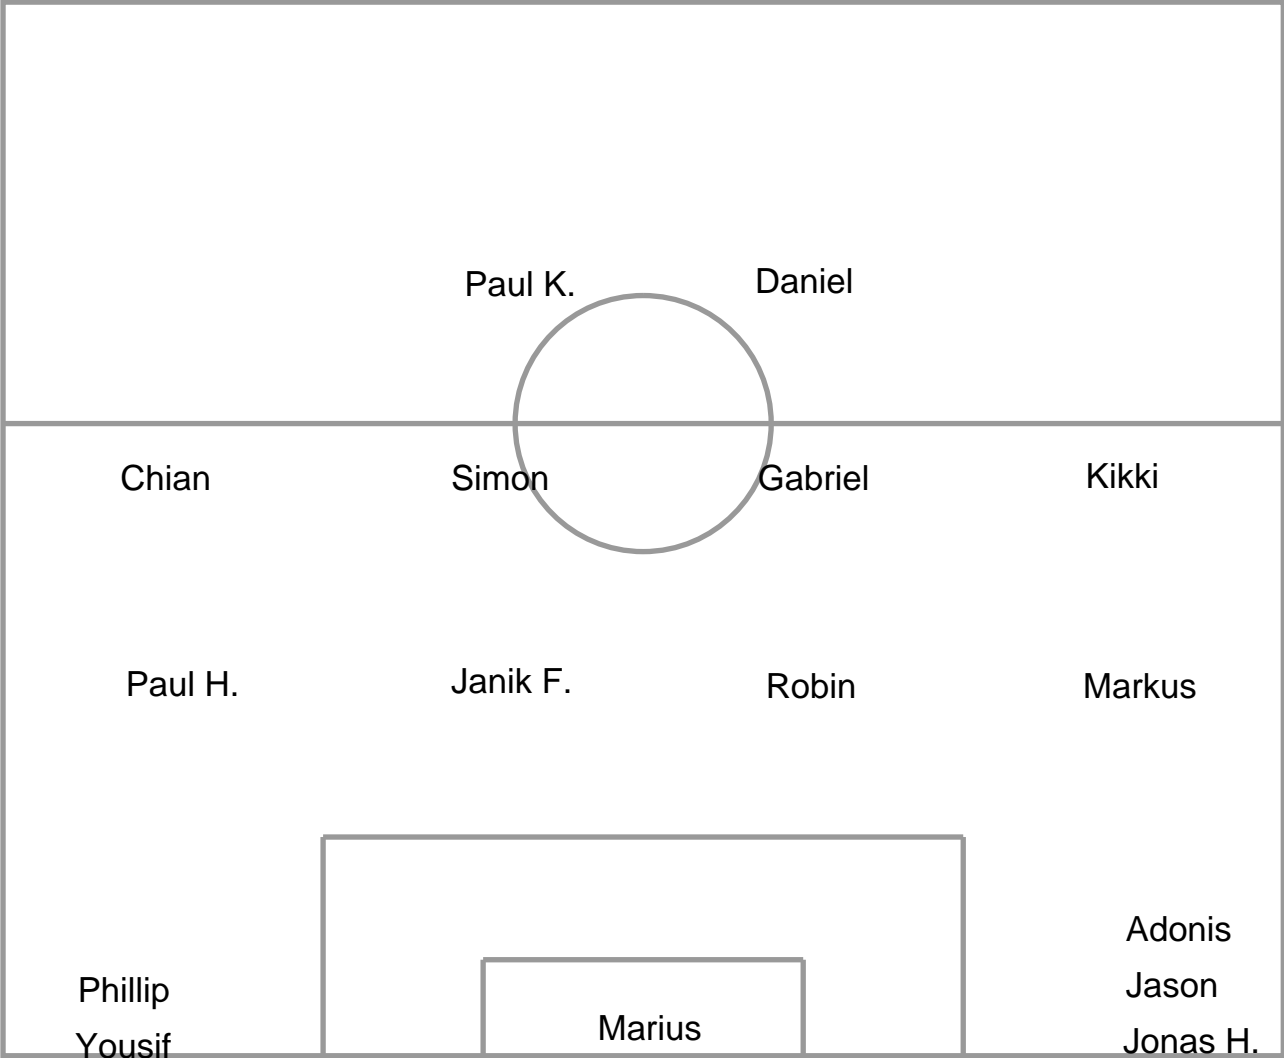 Paul K.
Daniel
Chian
Simon
Gabriel
Kikki
Paul H.
Janik F.
Robin
Markus
Adonis
Phillip
Jason
Marius
Yousif
Jonas H.